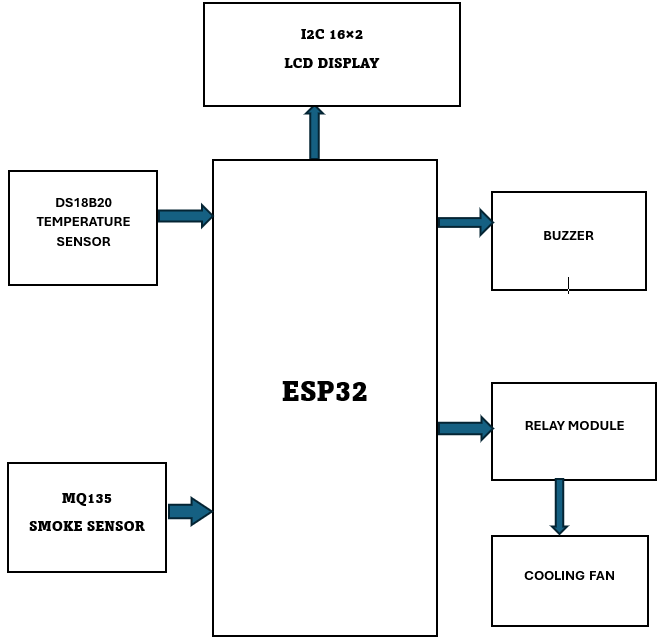 I2C 16×2
LCD DISPLAY
DS18B20
TEMPERATURE
SENSOR
BUZZER
ESP32
RELAY MODULE
MQ135
SMOKE SENSOR
COOLING FAN